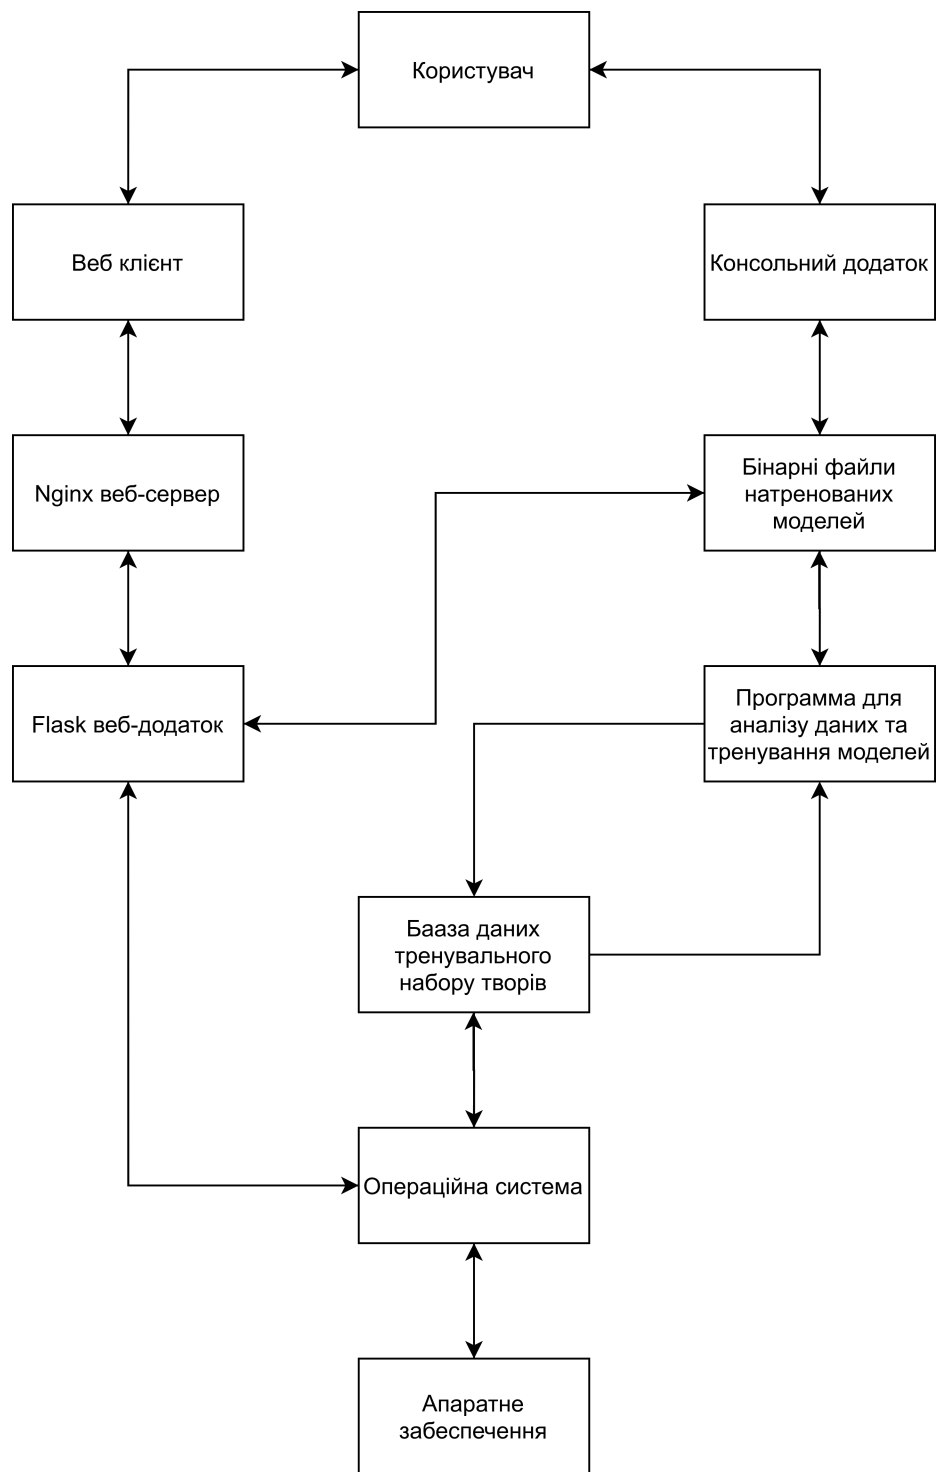 Користувач
Веб клієнт
Консольний додаток
Nginx веб-сервер
Бінарні файли
натренованих
моделей
Flask веб-додаток
Программа для
аналізу даних та
тренування моделей
Бааза даних
тренувального
набору творів
Операційна система
Апаратне
забеспечення